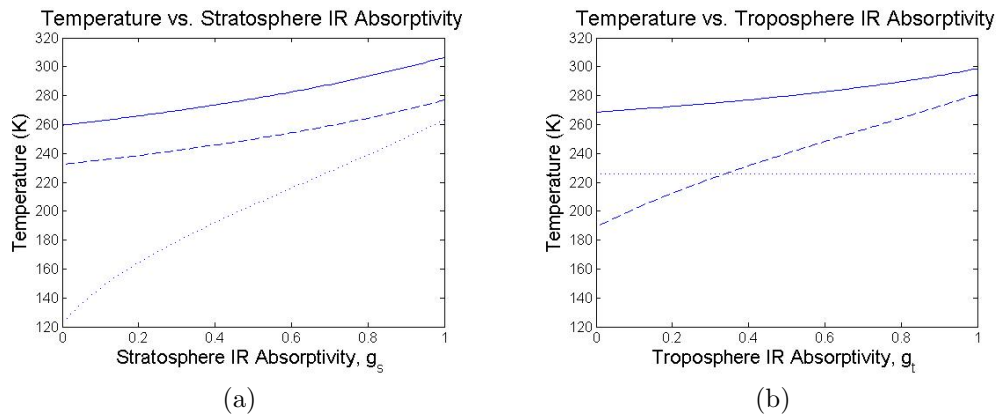 Temperature vs. Stratosphere IR Absorptivity
Temperature (K)
320
300
280
260
240
220
200
180
160
140
120
0 0.2 0.4 0.6 0.8 1
Stratosphere IR Absorptivity, g_s
(a)
Temperature vs. Troposphere IR Absorptivity
Temperature (K)
320
300
280
260
240
220
200
180
160
140
120
0 0.2 0.4 0.6 0.8 1
Troposphere IR Absorptivity, g_t
(b)